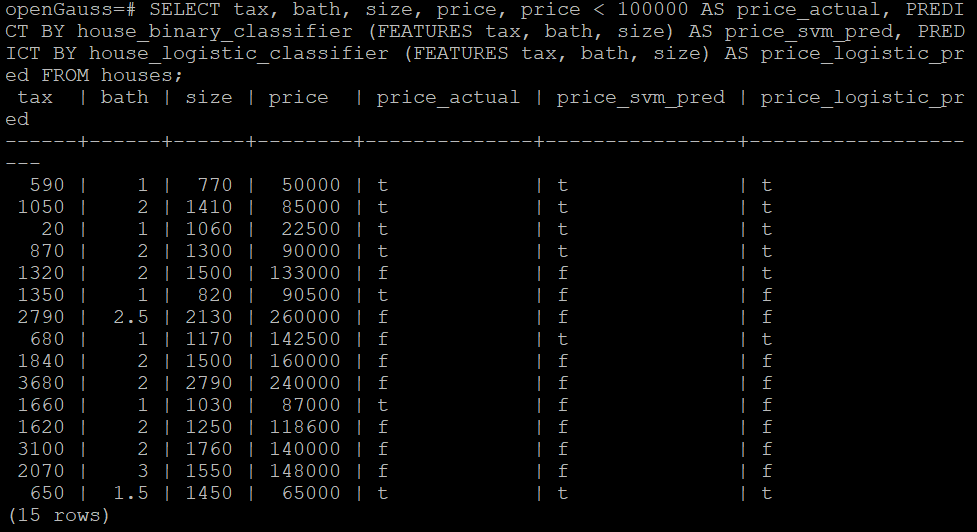 openGauss=# SELECT tax, bath, size, price, price < 100000 AS price_actual, PREDI
CT BY house_binary_classifier (FEATURES tax, bath, size) AS price_svm_pred, PRED
ICT BY house_logistic_classifier (FEATURES tax, bath, size) AS price_logistic_pr
ed FROM houses;
 tax  | bath | size | price  | price_actual | price_svm_pred | price_logistic_pr
ed
------+------+------+--------+--------------+----------------+------------------
---
  590 |    1 |  770 |  50000 | t            | t              | t
 1050 |    2 | 1410 |  85000 | t            | t              | t
   20 |    1 | 1060 |  22500 | t            | t              | t
  870 |    2 | 1300 |  90000 | t            | t              | t
 1320 |    2 | 1500 | 133000 | f            | f              | t
 1350 |    1 |  820 |  90500 | t            | f              | f
 2790 |  2.5 | 2130 | 260000 | f            | f              | f
  680 |    1 | 1170 | 142500 | f            | t              | t
 1840 |    2 | 1500 | 160000 | f            | f              | f
 3680 |    2 | 2790 | 240000 | f            | f              | f
 1660 |    1 | 1030 |  87000 | t            | f              | f
 1620 |    2 | 1250 | 118600 | f            | f              | f
 3100 |    2 | 1760 | 140000 | f            | f              | f
 2070 |    3 | 1550 | 148000 | f            | f              | f
  650 |  1.5 | 1450 |  65000 | t            | t              | t
(15 rows)